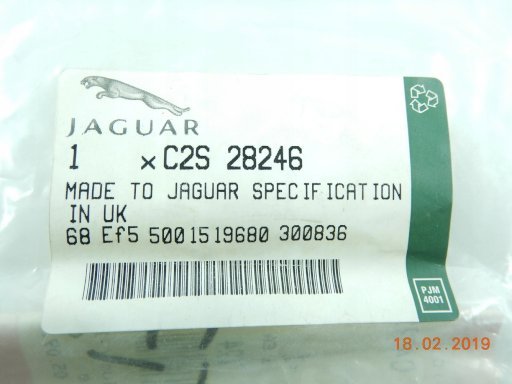 JAGUAR
1 x C2S 28246
MADE TO JAGUAR SPECIFICATION
IN UK
68 Ef5 5001519680 300836
PJM
4001
18.02.2019